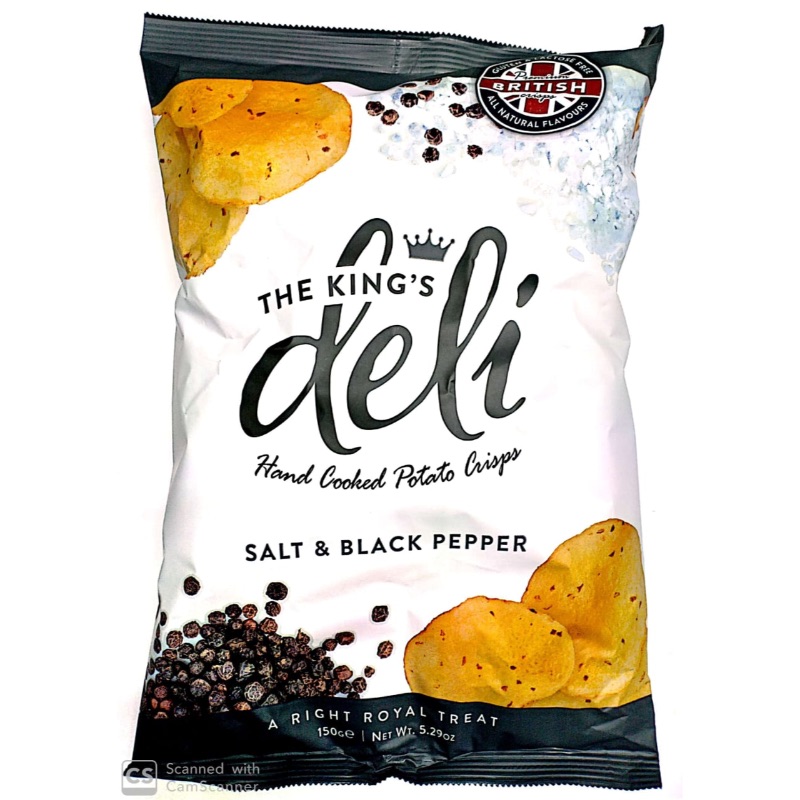 GLUTEN & LACTOSE FREE
Premium
BRITISH
crisps
ALL NATURAL FLAVOURS
THE KING'S
deli
Hand Cooked Potato Crisps
SALT & BLACK PEPPER
A RIGHT ROYAL TREAT
150G℮ | NET WT. 5.29OZ
CS Scanned with
CamScanner